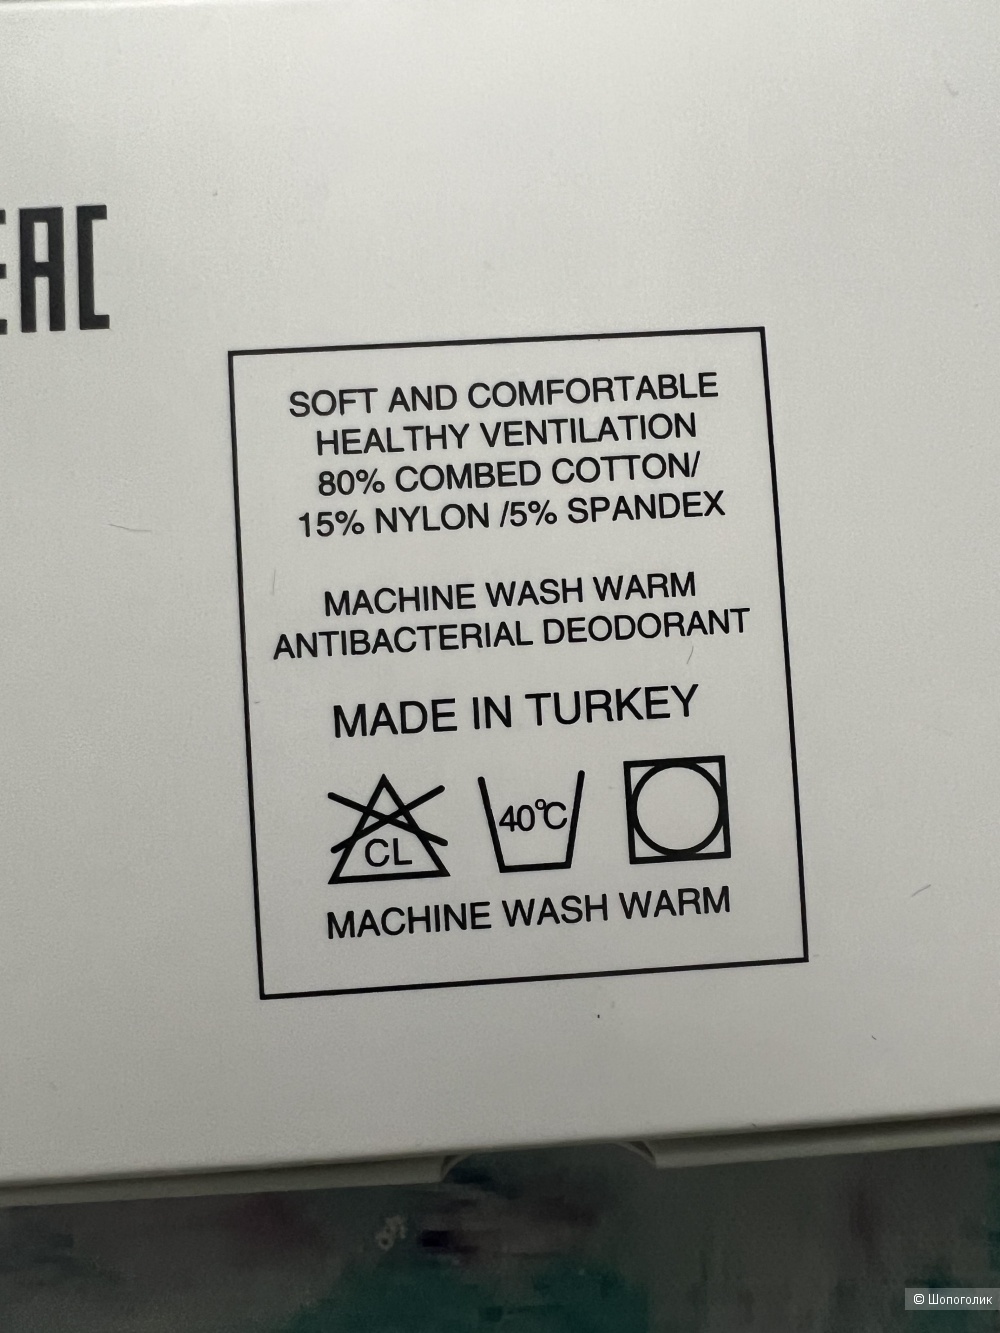 EAC
SOFT AND COMFORTABLE
HEALTHY VENTILATION
80% COMBED COTTON/
15% NYLON /5% SPANDEX
MACHINE WASH WARM
ANTIBACTERIAL DEODORANT
MADE IN TURKEY
CL
40°C
MACHINE WASH WARM
© Шопоголик